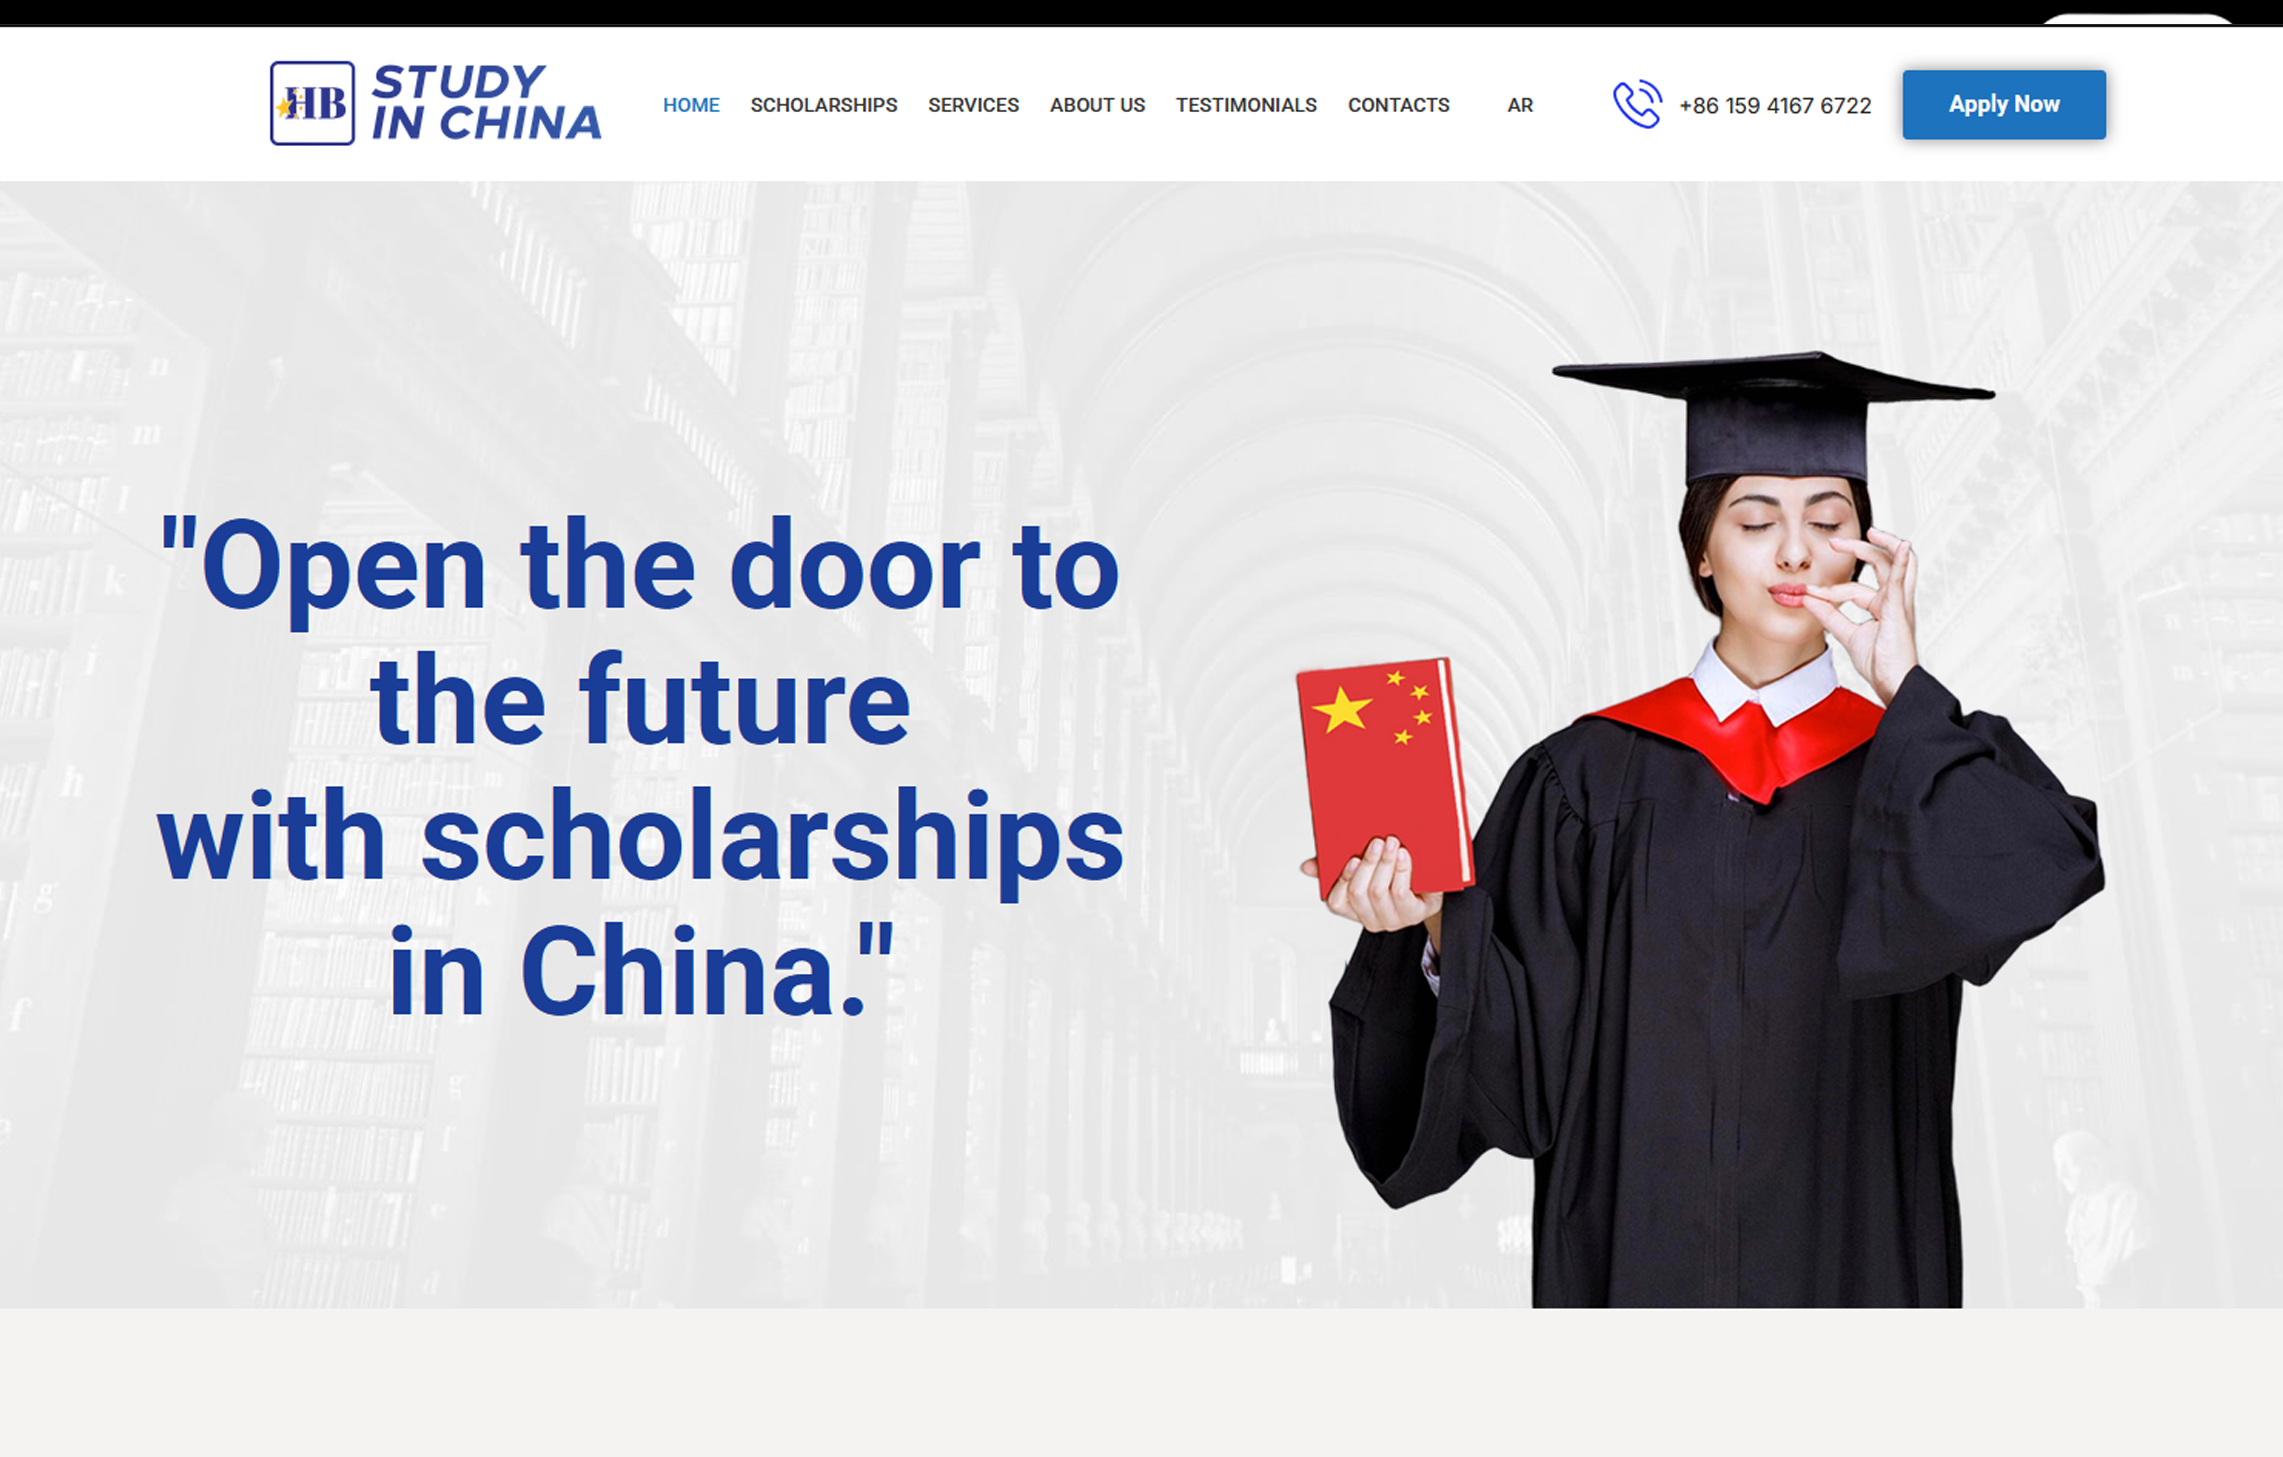 HB
STUDY
IN CHINA
HOME
SCHOLARSHIPS
SERVICES
ABOUT US
TESTIMONIALS
CONTACTS
AR
+86 159 4167 6722
Apply Now
"Open the door to
the future
with scholarships
in China."